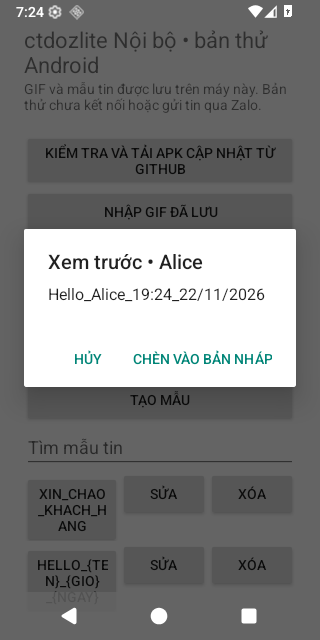 7:24
ctdozlite Nội bộ • bản thử
Android
GIF và mẫu tin được lưu trên máy này. Bản
thử chưa kết nối hoặc gửi tin qua Zalo.
KIỂM TRA VÀ TẢI APK CẬP NHẬT TỪ
GITHUB
NHẬP GIF ĐÃ LƯU
Xem trước • Alice
Hello_Alice_19:24_22/11/2026
HỦY
CHÈN VÀO BẢN NHÁP
TẠO MẪU
Tìm mẫu tin
XIN_CHAO
_KHACH_H
ANG
SỬA
XÓA
HELLO_{TE
N}_{GIO}
_{NGAY}
SỬA
XÓA